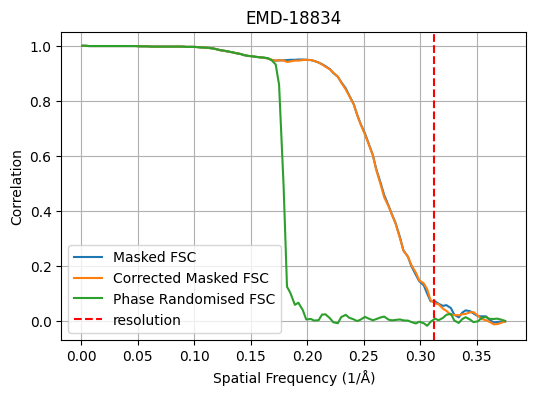 EMD-18834
1.0
0.8
0.6
0.4
0.2
0.0
Correlation
Masked FSC
Corrected Masked FSC
Phase Randomised FSC
resolution
0.00 0.05 0.10 0.15 0.20 0.25 0.30 0.35
Spatial Frequency (1/Å)